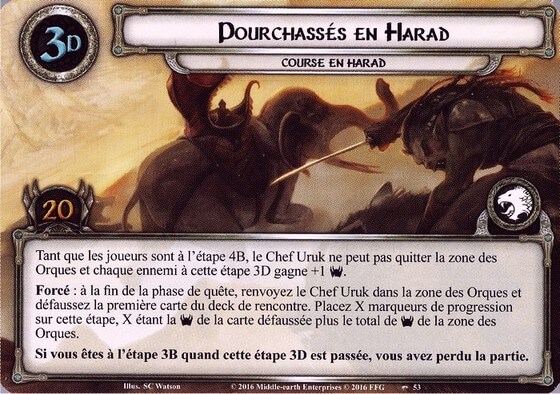 3D
POURCHASSÉS EN HARAD
COURSE EN HARAD
20
Tant que les joueurs sont à l'étape 4B, le Chef Uruk ne peut pas quitter la zone des
Orques et chaque ennemi à cette étape 3D gagne +1 .
Forcé : à la fin de la phase de quête, renvoyez le Chef Uruk dans la zone des Orques et
défaussez la première carte du deck de rencontre. Placez X marqueurs de progression
sur cette étape, X étant la de la carte défaussée plus le total de de la zone des
Orques.
Si vous êtes à l'étape 3B quand cette étape 3D est passée, vous avez perdu la partie.
Illus. SC Watson © 2016 Middle-earth Enterprises © 2016 FFG 53